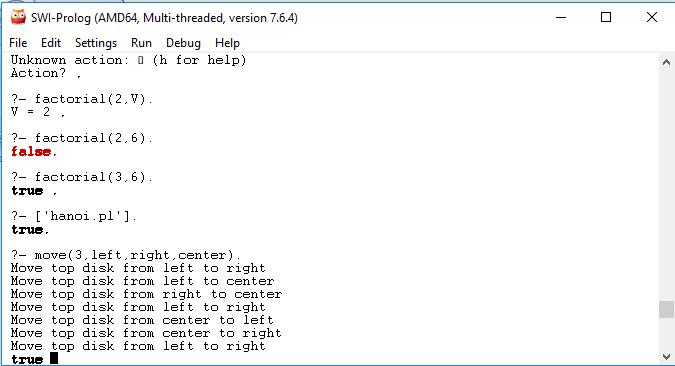 SWI-Prolog (AMD64, Multi-threaded, version 7.6.4)
File Edit Settings Run Debug Help
Unknown action: ▯ (h for help)
Action? .
?- factorial(2,V).
V = 2 .
?- factorial(2,6).
false.
?- factorial(3,6).
true .
?- ['hanoi.pl'].
true.
?- move(3,left,right,center).
Move top disk from left to right
Move top disk from left to center
Move top disk from right to center
Move top disk from left to right
Move top disk from center to left
Move top disk from center to right
Move top disk from left to right
true